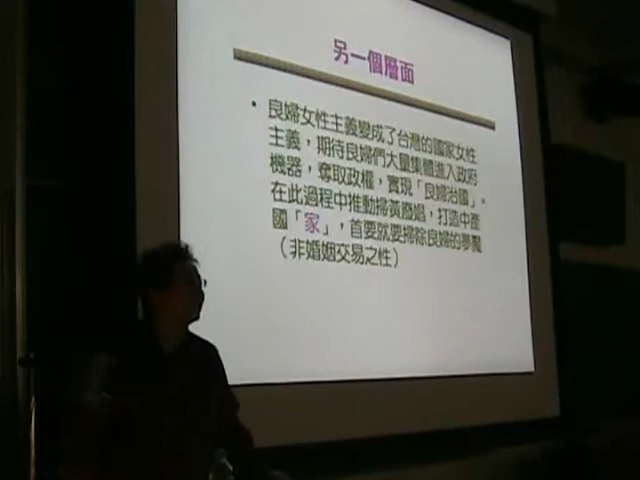 另一個層面
• 良婦女性主義變成了台灣的國家女性
主義，期待良婦們大量集體進入政府
機器，奪取政權，實現「良婦治國」。
在此過程中推動掃黃廢娼，打造中產
國「家」，首要就要掃除良婦的夢魘
（非婚姻交易之性）